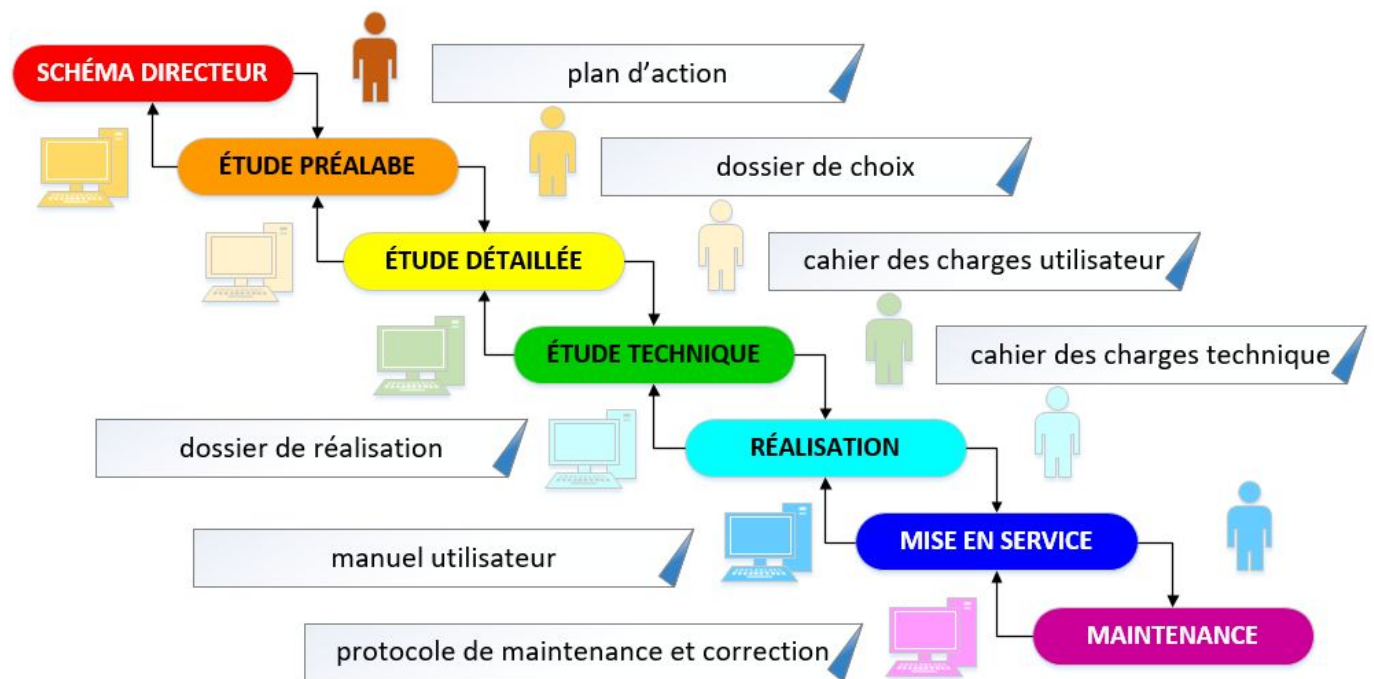 SCHÉMA DIRECTEUR
plan d’action
ÉTUDE PRÉALABE
dossier de choix
ÉTUDE DÉTAILLÉE
cahier des charges utilisateur
ÉTUDE TECHNIQUE
cahier des charges technique
dossier de réalisation
RÉALISATION
manuel utilisateur
MISE EN SERVICE
protocole de maintenance et correction
MAINTENANCE